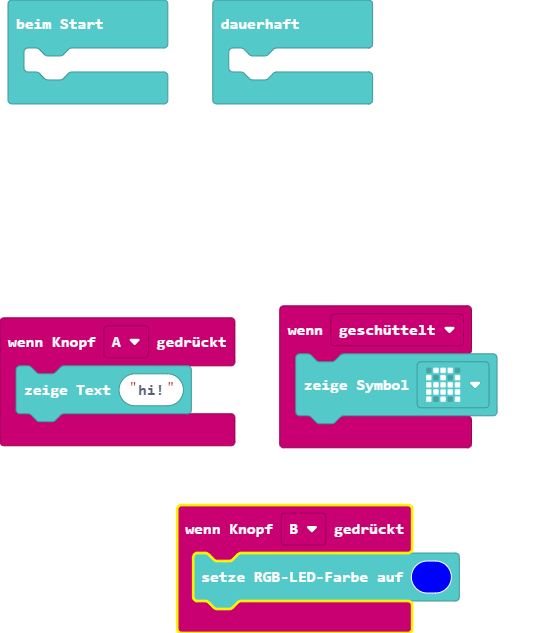 beim Start
dauerhaft
wenn Knopf A gedrückt
zeige Text "hi!"
wenn geschüttelt
zeige Symbol
wenn Knopf B gedrückt
setze RGB-LED-Farbe auf